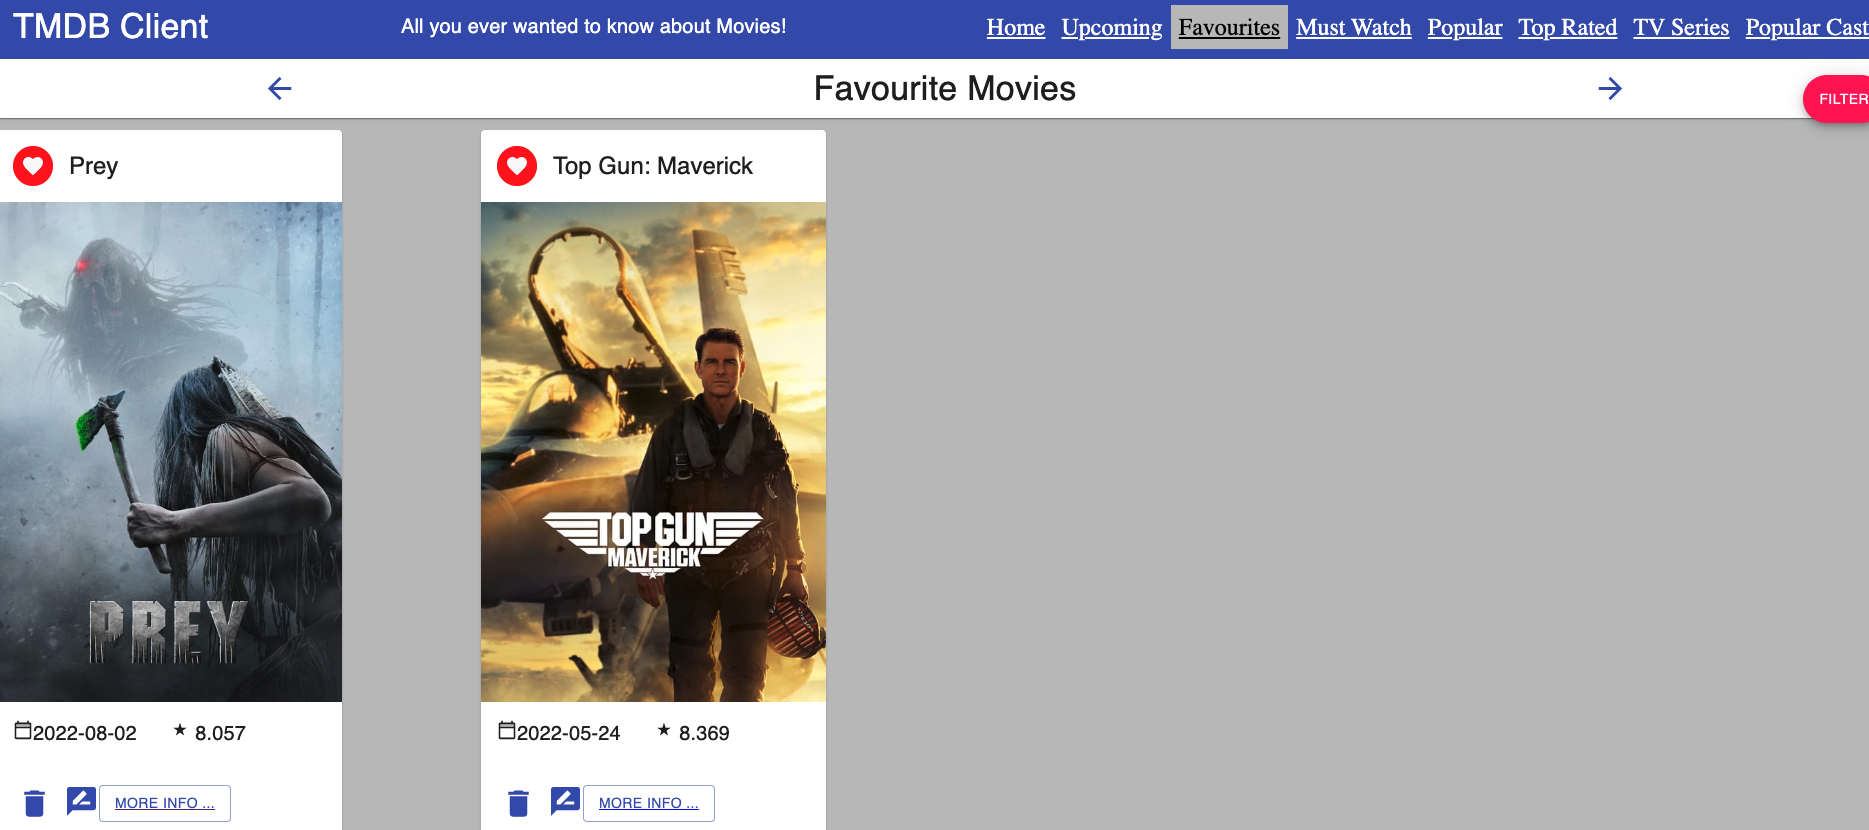 TMDB Client
All you ever wanted to know about Movies!
Home Upcoming Favourites Must Watch Popular Top Rated TV Series Popular Cast
Favourite Movies
FILTER
Prey
PREY
2022-08-02 ★ 8.057
MORE INFO ...
Top Gun: Maverick
TOP GUN
MAVERICK
2022-05-24 ★ 8.369
MORE INFO ...